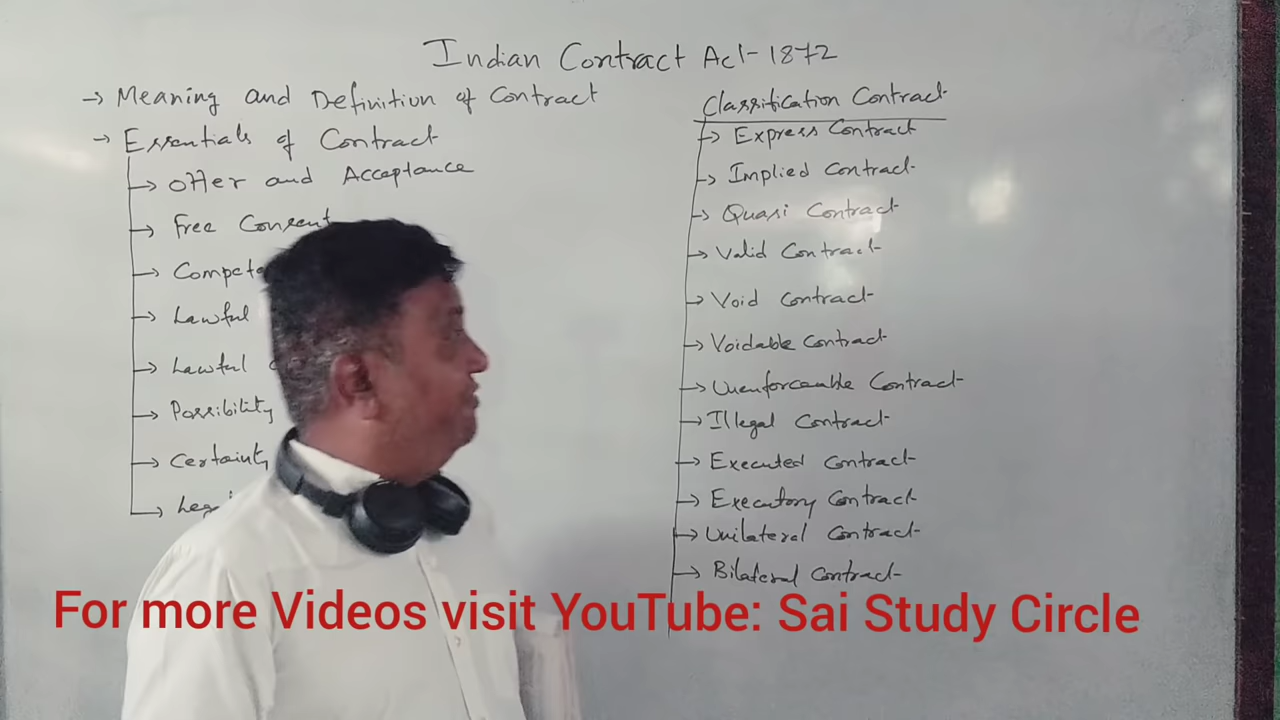 Indian Contract Act-1872
→ Meaning and Definition of Contract
→ Essentials of Contract
→ Offer and Acceptance
→ Free Consent
→ Lawful
→ Lawful
→ Possibility
→ Certainty
Classification Contract
→ Express Contract
→ Implied Contract
→ Quasi Contract
→ Valid Contract
→ Void Contract
→ Voidable Contract
→ Unenforceable Contract
→ Illegal Contract
→ Executed Contract
→ Executory Contract
→ Unilateral Contract
→ Bilateral Contract
For more Videos visit YouTube: Sai Study Circle